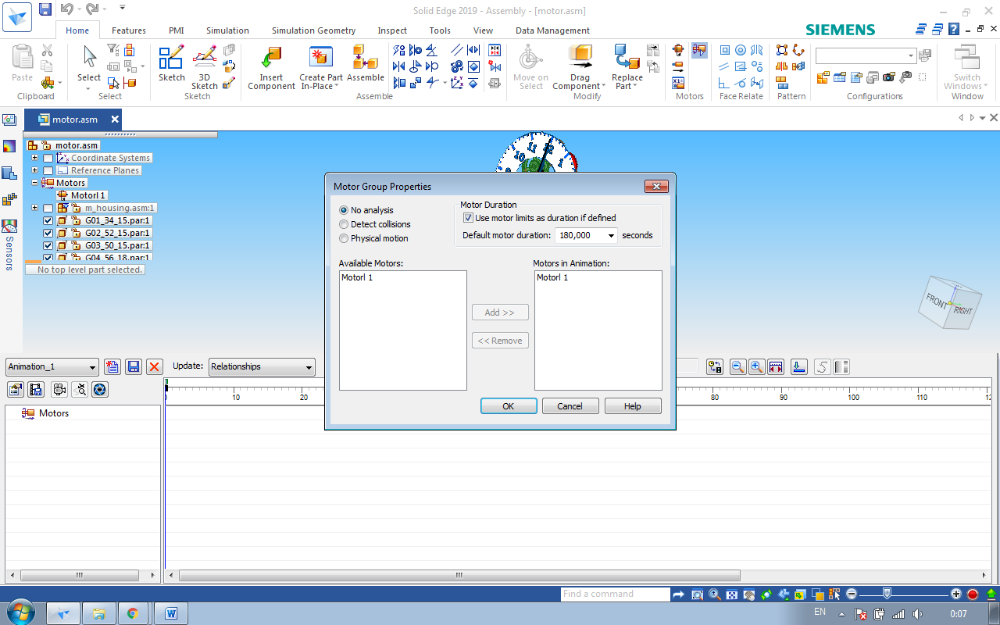 Solid Edge 2019 - Assembly - [motor.asm]
Home Features PMI Simulation Simulation Geometry Inspect Tools View Data Management
SIEMENS
Paste
Clipboard
Select
Select
Sketch
3D Sketch
Sketch
Insert Component
Create Part In-Place
Assemble
Assemble
Move on Select
Drag Component
Replace Part
Modify
Motors
Face Relate
Pattern
Configurations
Switch Windows
Window
motor.asm
motor.asm
Coordinate Systems
Reference Planes
Motors
Motorl 1
m_housing.asm:1
G01_34_15.par:1
G02_52_15.par:1
G03_50_15.par:1
G04_56_18.par:1
No top level part selected.
Sensors
10 11 12 1
FRONT RIGHT
Motor Group Properties
No analysis
Detect collisions
Physical motion
Motor Duration
Use motor limits as duration if defined
Default motor duration: 180,000 seconds
Available Motors:
Motorl 1
Add >>
<< Remove
Motors in Animation:
Motorl 1
OK Cancel Help
Animation_1
Update: Relationships
10 20 80 90 100 110 12
Motors
Find a command
EN
0:07